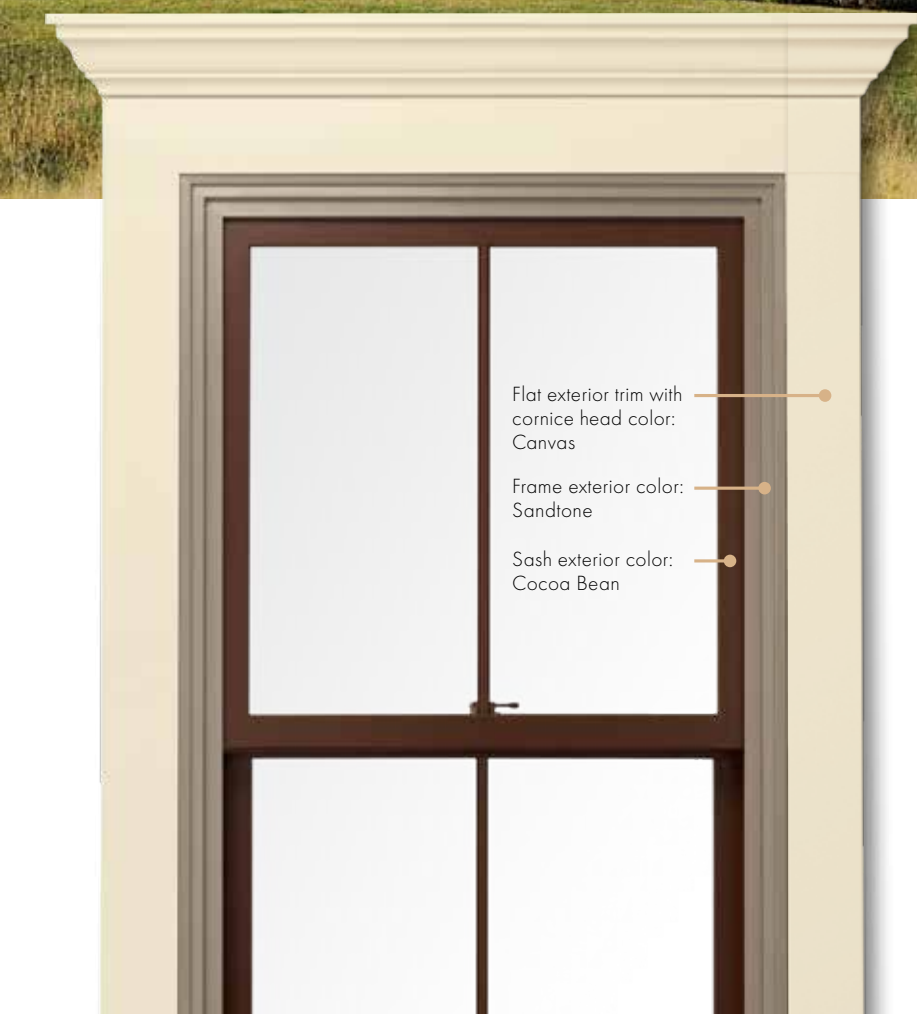 Flat exterior trim with
cornice head color:
Canvas
Frame exterior color:
Sandtone
Sash exterior color:
Cocoa Bean